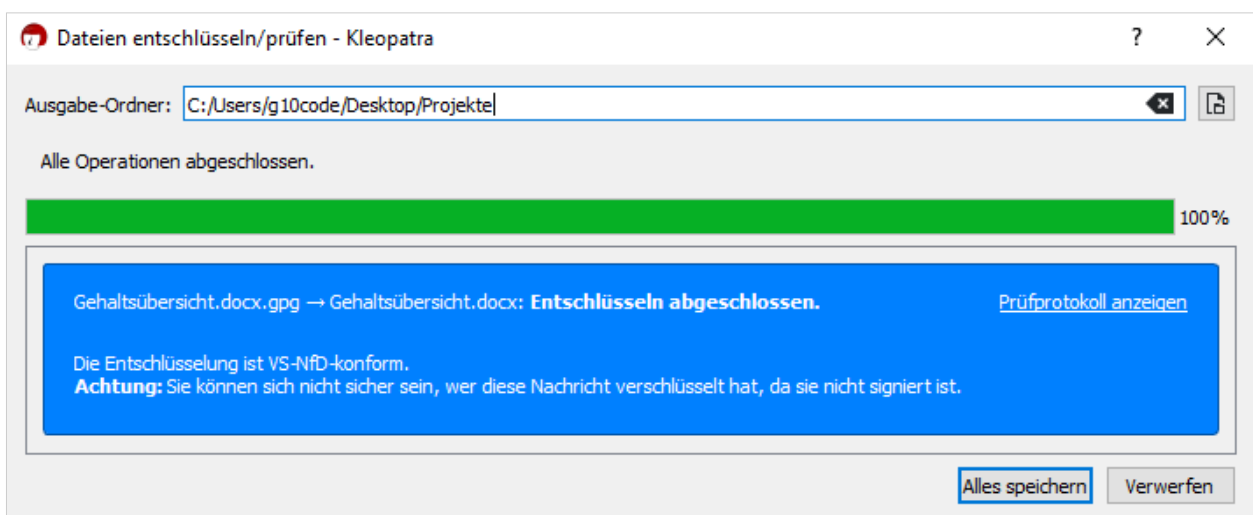 Dateien entschlüsseln/prüfen - Kleopatra
Ausgabe-Ordner: C:/Users/g10code/Desktop/Projekte
Alle Operationen abgeschlossen.
100%
Gehaltsübersicht.docx.gpg → Gehaltsübersicht.docx: Entschlüsseln abgeschlossen. Prüfprotokoll anzeigen
Die Entschlüsselung ist VS-NfD-konform.
Achtung: Sie können sich nicht sicher sein, wer diese Nachricht verschlüsselt hat, da sie nicht signiert ist.
Alles speichern Verwerfen